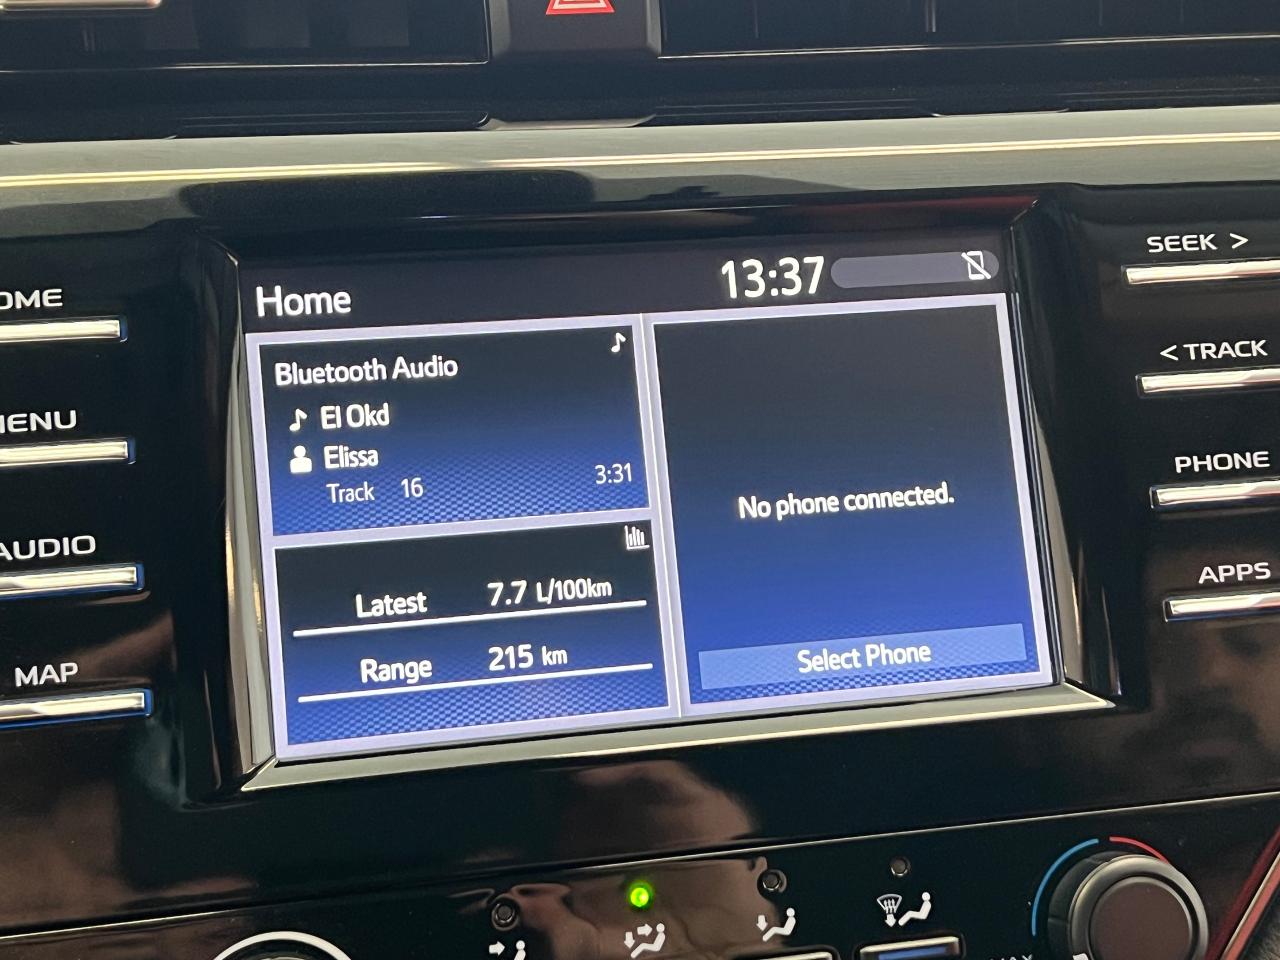 SEEK >
OME
Home
13:37
< TRACK
Bluetooth Audio
ENU
El Okd
Elissa
Track 16
3:31
PHONE
No phone connected.
AUDIO
Latest 7.7 L/100km
APPS
Range 215 km
Select Phone
MAP